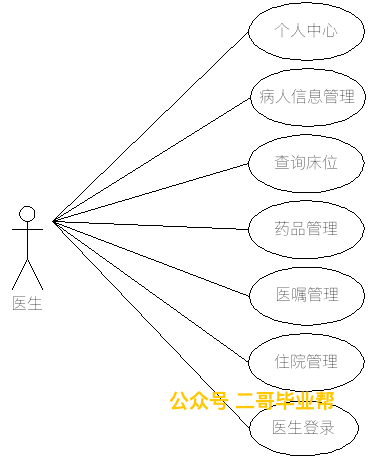 个人中心
病人信息管理
查询床位
药品管理
医生
医嘱管理
住院管理
公众号 二哥毕业帮
医生登录